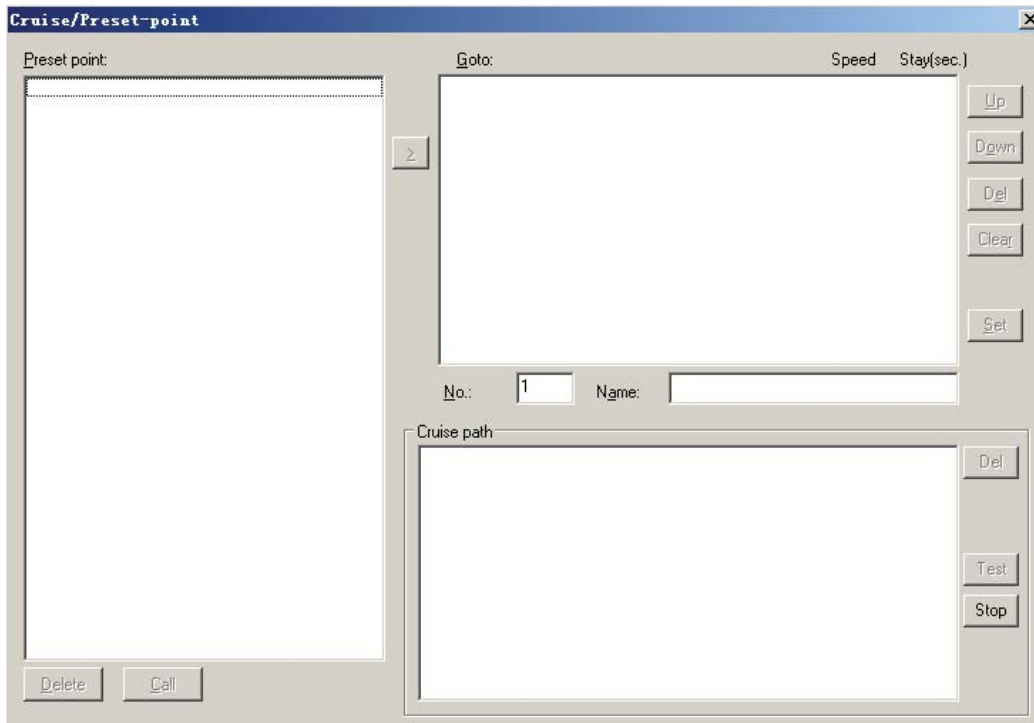 Cruise/Preset-point
Preset point:
Goto: Speed Stay(sec.)
Up
>
Down
Del
Clear
Set
No.: 1 Name:
Cruise path
Del
Test
Stop
Delete Call